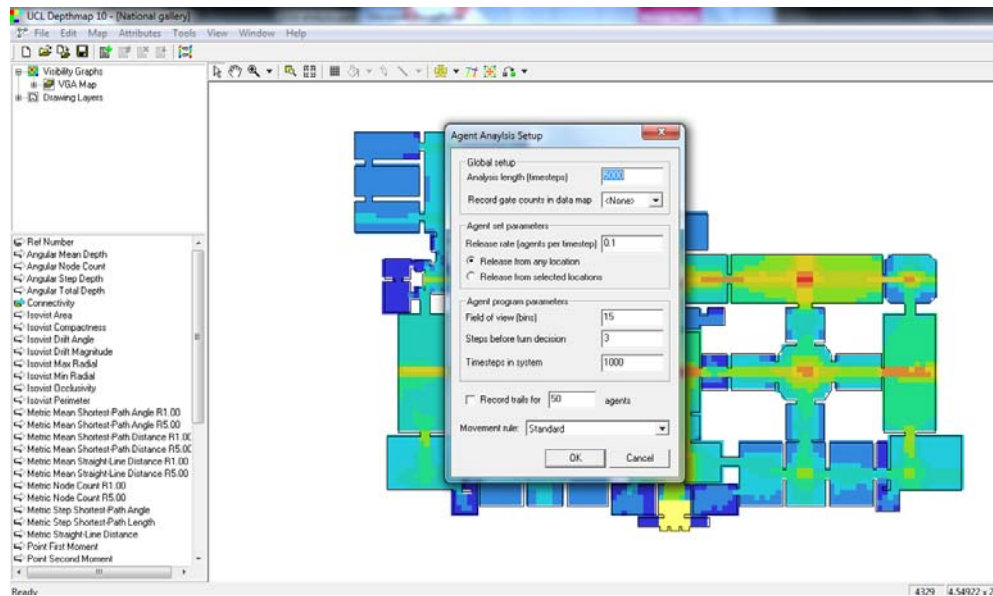 UCL Depthmap 10 - [National gallery]
File Edit Map Attributes Tools View Window Help
Visibility Graphs
VGA Map
Drawing Layers
Ref Number
Angular Mean Depth
Angular Node Count
Angular Step Depth
Angular Total Depth
Connectivity
Isovist Area
Isovist Compactness
Isovist Drift Angle
Isovist Drift Magnitude
Isovist Max Radial
Isovist Min Radial
Isovist Occlusivity
Isovist Perimeter
Metric Mean Shortest-Path Angle R1.00
Metric Mean Shortest-Path Angle R5.00
Metric Mean Shortest-Path Distance R1.00
Metric Mean Shortest-Path Distance R5.00
Metric Mean Straight-Line Distance R1.00
Metric Mean Straight-Line Distance R5.00
Metric Node Count R1.00
Metric Node Count R5.00
Metric Step Shortest-Path Angle
Metric Step Shortest-Path Length
Metric Straight-Line Distance
Point First Moment
Point Second Moment
Agent Anaylsis Setup
Global setup
Analysis length (timesteps) 5000
Record gate counts in data map <None>
Agent set parameters
Release rate (agents per timestep) 0.1
Release from any location
Release from selected locations
Agent program parameters
Field of view (bins) 15
Steps before turn decision 3
Timesteps in system 1000
Record trails for 50 agents
Movement rule: Standard
OK Cancel
Ready
4329 4.54922 x 2